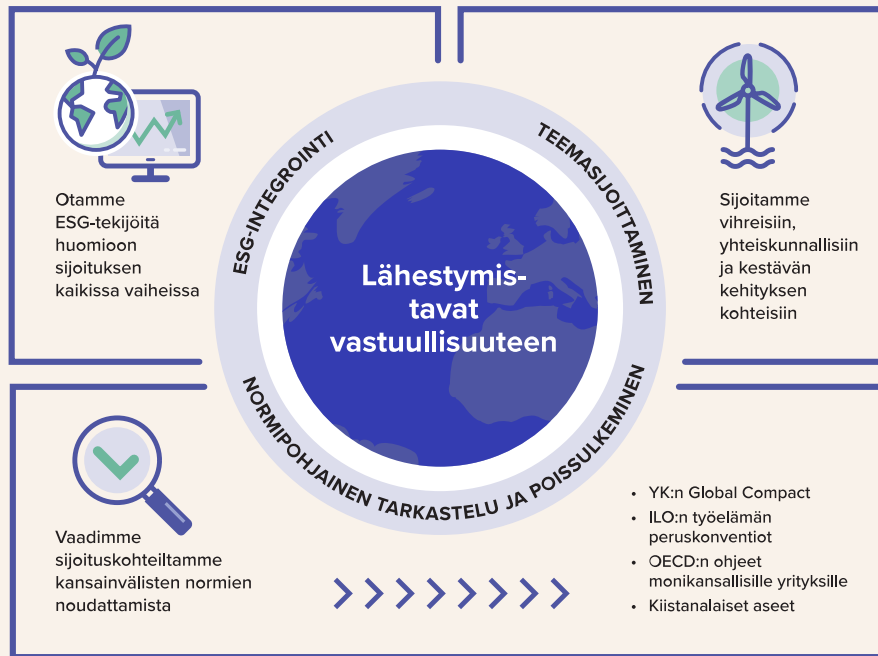 Otamme
ESG-tekijöitä
huomioon
sijoituksen
kaikissa vaiheissa
ESG-INTEGROINTI
TEEMASIJOITTAMINEN
Sijoitamme
vihreisiin,
yhteiskunnallisiin
ja kestävän
kehityksen
kohteisiin
Lähestymis-
tavat
vastuullisuuteen
NORMIPOHJAINEN TARKASTELU JA POISSULKEMINEN
Vaadimme
sijoituskohteiltamme
kansainvälisten normien
noudattamista
• YK:n Global Compact
• ILO:n työelämän
peruskonventiot
• OECD:n ohjeet
monikansallisille yrityksille
• Kiistanalaiset aseet